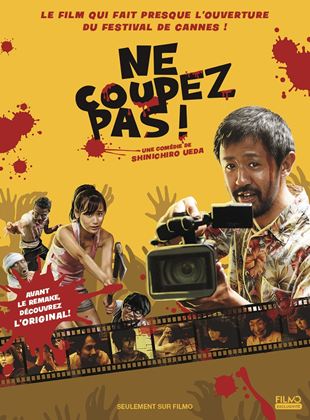 LE FILM QUI FAIT PRESQUE L'OUVERTURE
DU FESTIVAL DE CANNES !
NE
COUPEZ
PAS!
UNE COMÉDIE DE
SHINICHIRO UEDA
AVANT
LE REMAKE,
DÉCOUVREZ
L'ORIGINAL!
SEULEMENT SUR FILMO
FILMO
EXCLUSIVITÉ